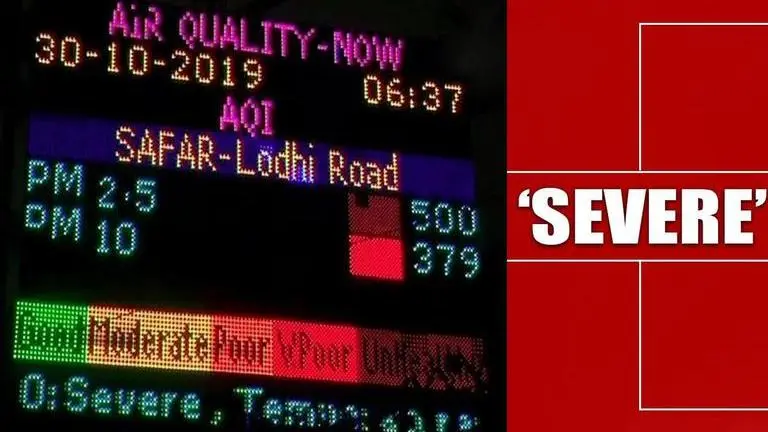 AiR QUALITY-NOW
30-10-2019 06:37
AQI
SAFAR-Lodhi Road
PM 2.5 500
PM 10 379
Good Moderate Poor VPoor
O:Severe,
'SEVERE'